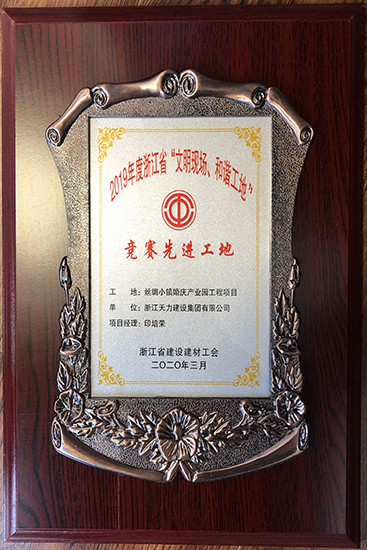 2019年度浙江省“文明现场、和谐工地”
竞赛先进工地
工 地：丝绸小镇婚庆产业园工程项目
单 位：浙江天力建设集团有限公司
项目经理：印培荣
浙江省建设建材工会
二〇二〇年三月